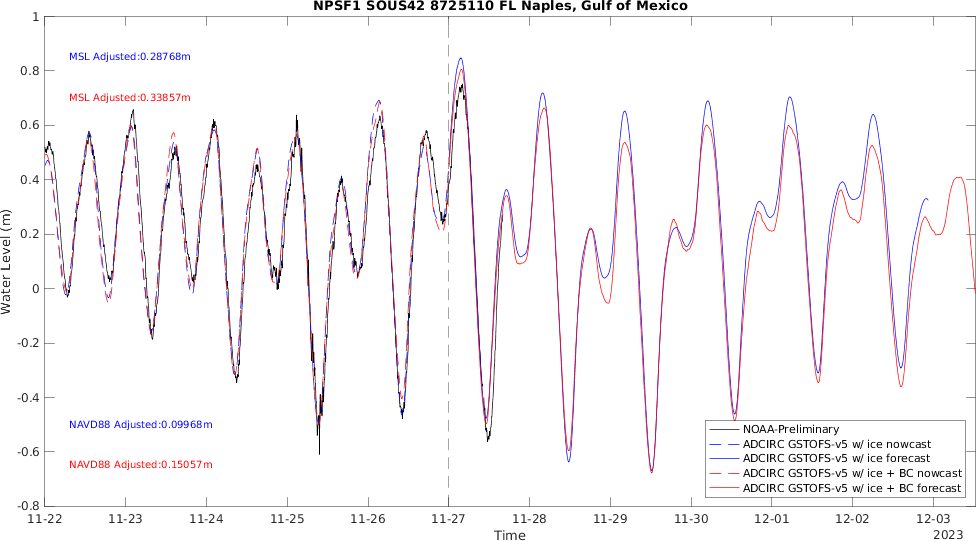 NPSF1 SOUS42 8725110 FL Naples, Gulf of Mexico
Water Level (m)
1
0.8
0.6
0.4
0.2
0
-0.2
-0.4
-0.6
-0.8
MSL Adjusted:0.28768m
MSL Adjusted:0.33857m
NAVD88 Adjusted:0.09968m
NAVD88 Adjusted:0.15057m
NOAA-Preliminary
ADCIRC GSTOFS-v5 w/ ice nowcast
ADCIRC GSTOFS-v5 w/ ice forecast
ADCIRC GSTOFS-v5 w/ ice + BC nowcast
ADCIRC GSTOFS-v5 w/ ice + BC forecast
11-22 11-23 11-24 11-25 11-26 11-27 11-28 11-29 11-30 12-01 12-02 12-03
Time
2023